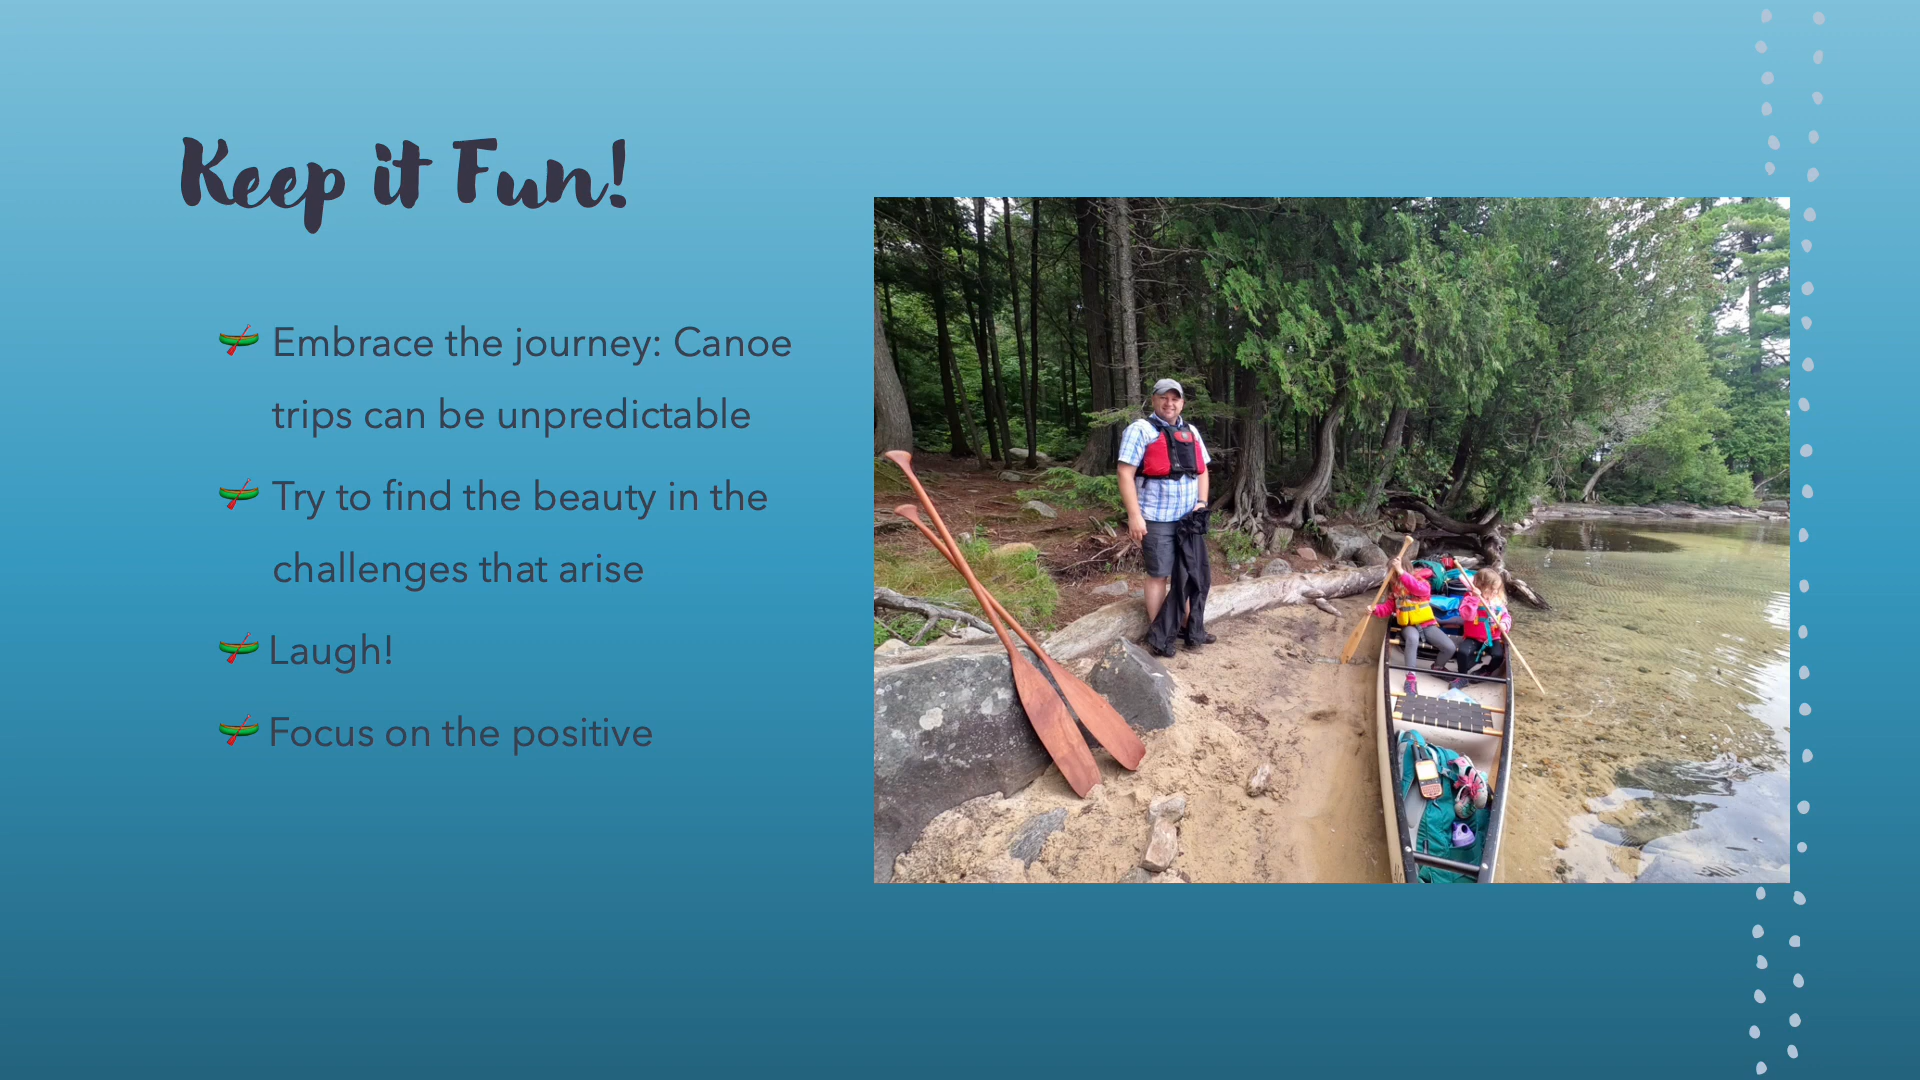 Keep it Fun!
Embrace the journey: Canoe
trips can be unpredictable
Try to find the beauty in the
challenges that arise
Laugh!
Focus on the positive